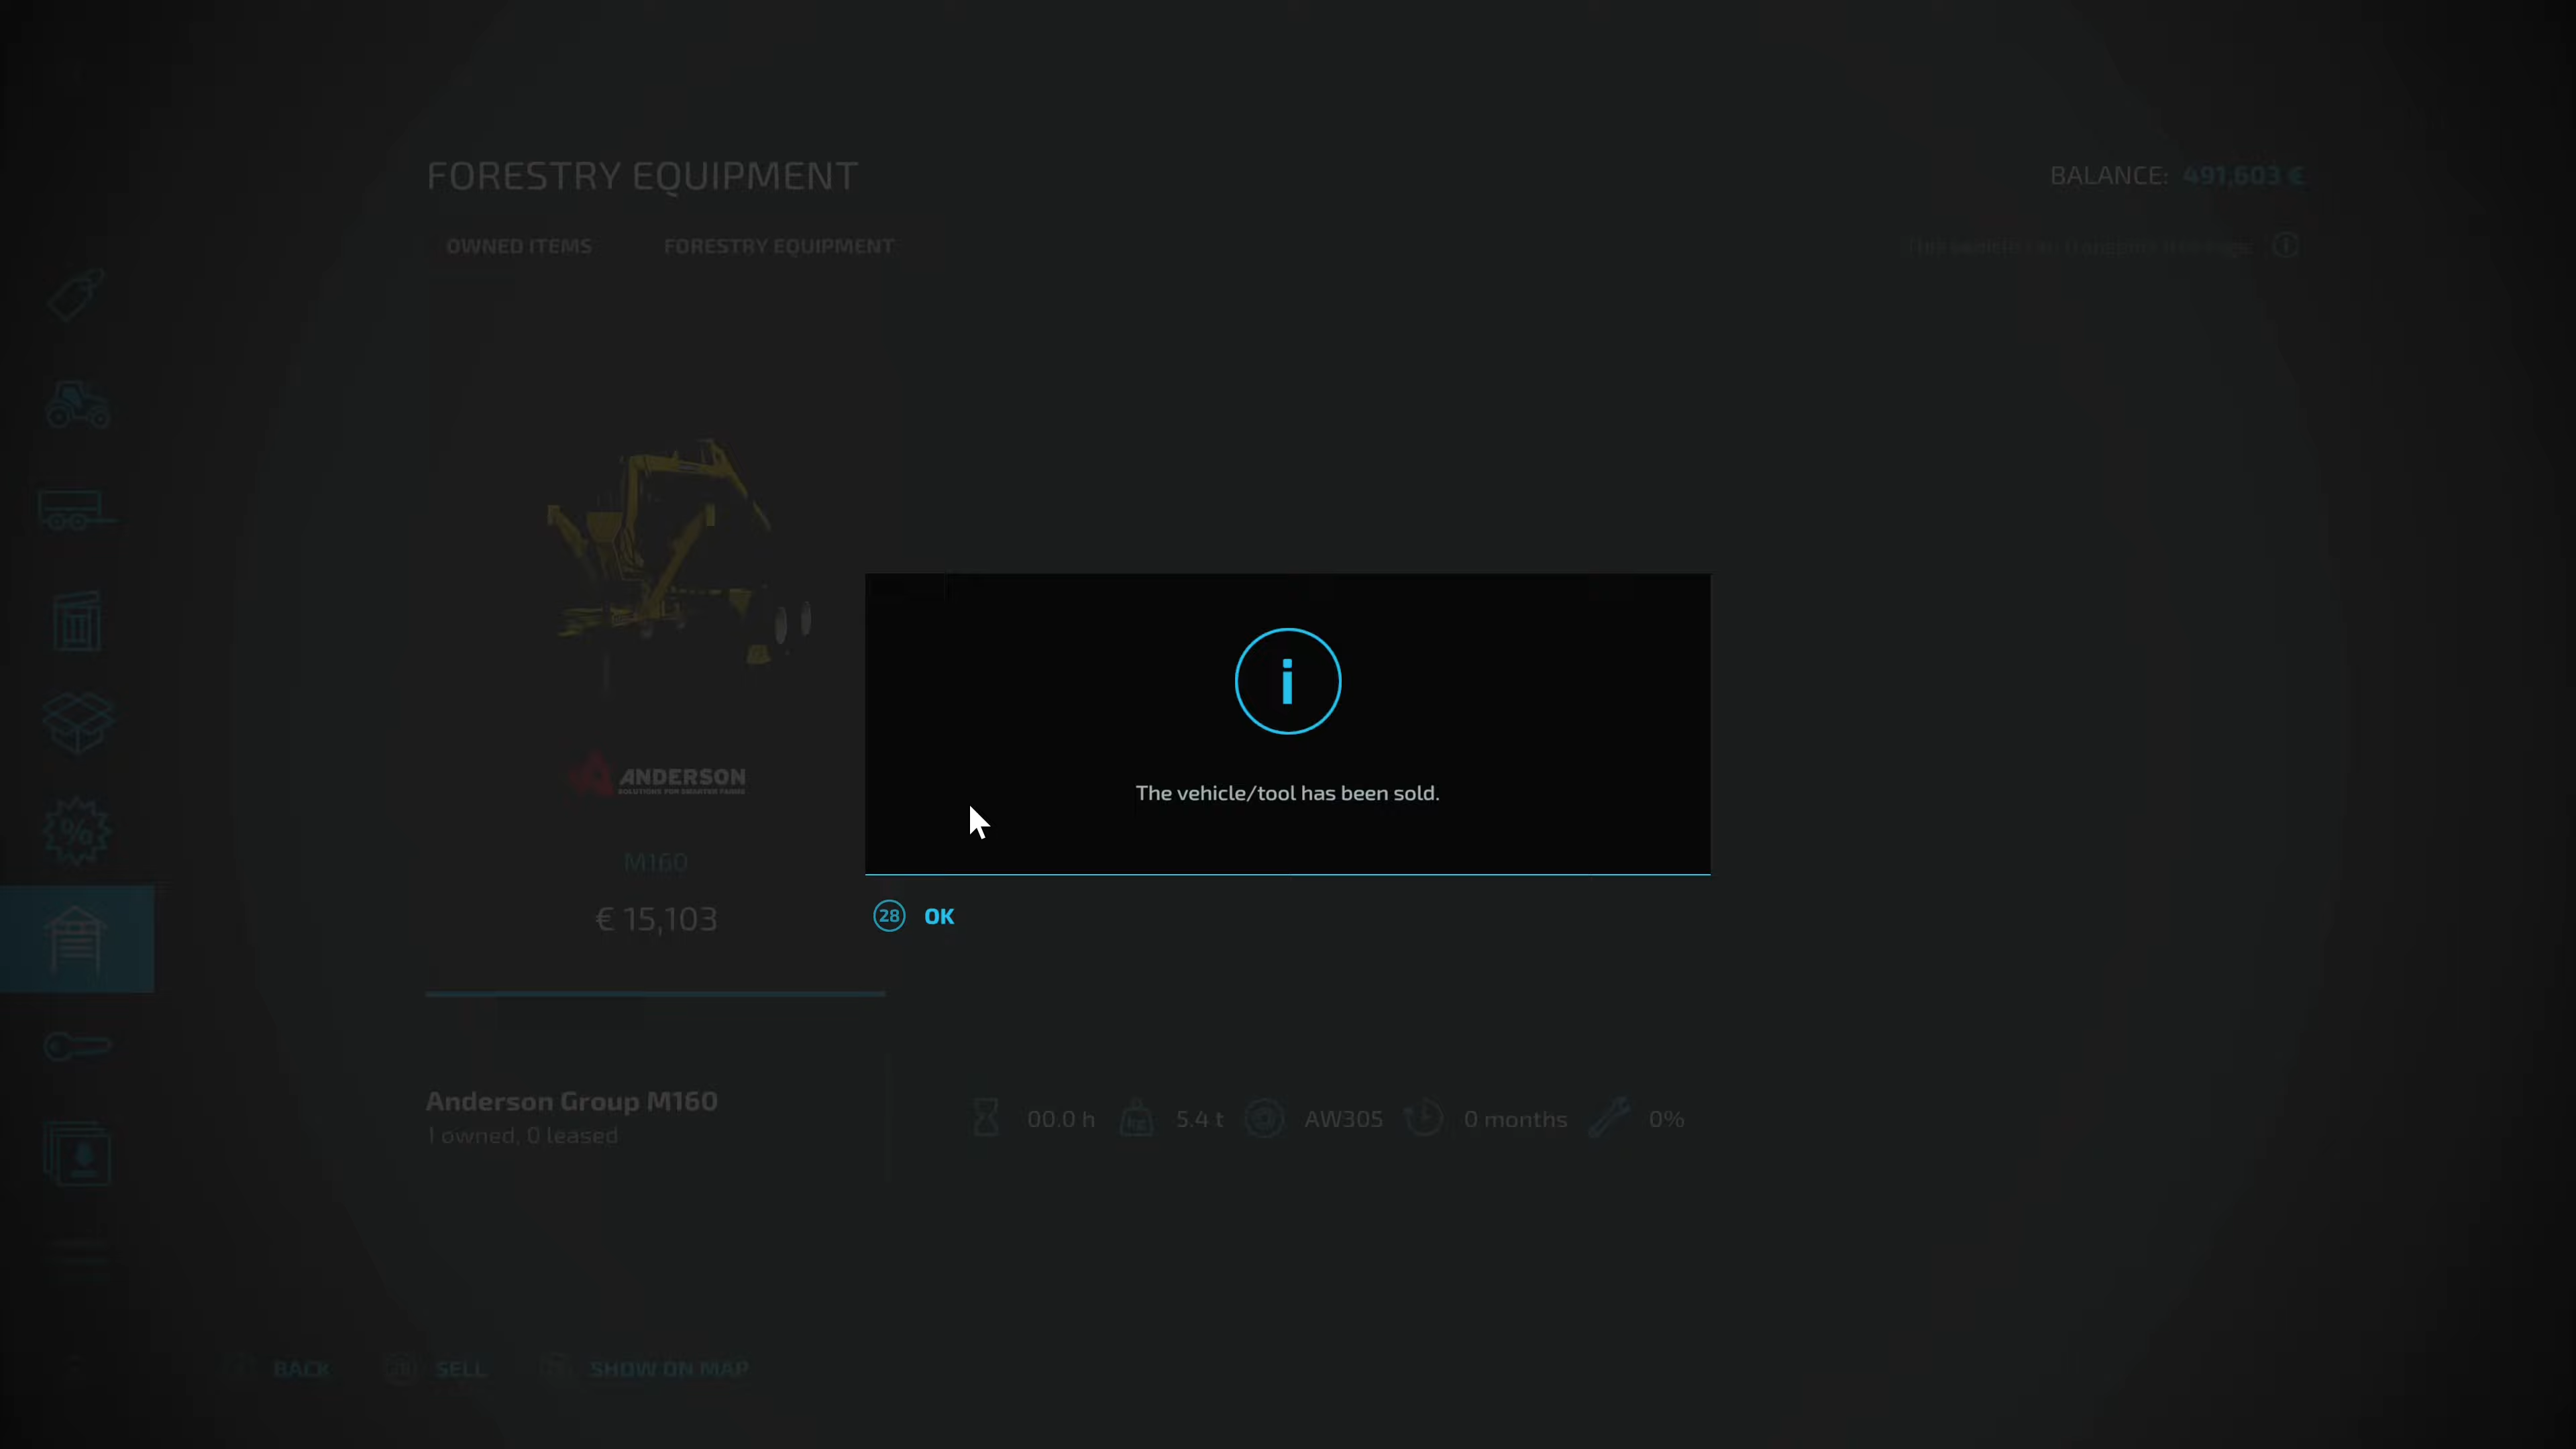 FORESTRY EQUIPMENT
BALANCE: 491,603 €
OWNED ITEMS FORESTRY EQUIPMENT
ANDERSON
M160
€ 15,103
i
The vehicle/tool has been sold.
28 OK
Anderson Group M160
1 owned, 0 leased
00.0 h 5.4 t AW305 0 months 0%
BACK SELL SHOW ON MAP